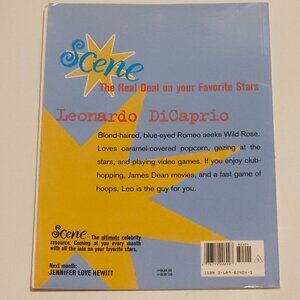 Scene
The Real Deal on your Favorite Stars
Leonardo DiCaprio
Blond-haired, blue-eyed Romeo seeks Wild Rose.
Loves caramel-covered popcorn, gazing at the
stars, and playing video games. If you enjoy club-
hopping, James Dean movies, and a fast game of
hoops, Leo is the guy for you.
Scene. The ultimate celebrity
resource. Coming at you every month
with all the info on your favorite stars.
Next month:
JENNIFER LOVE HEWITT